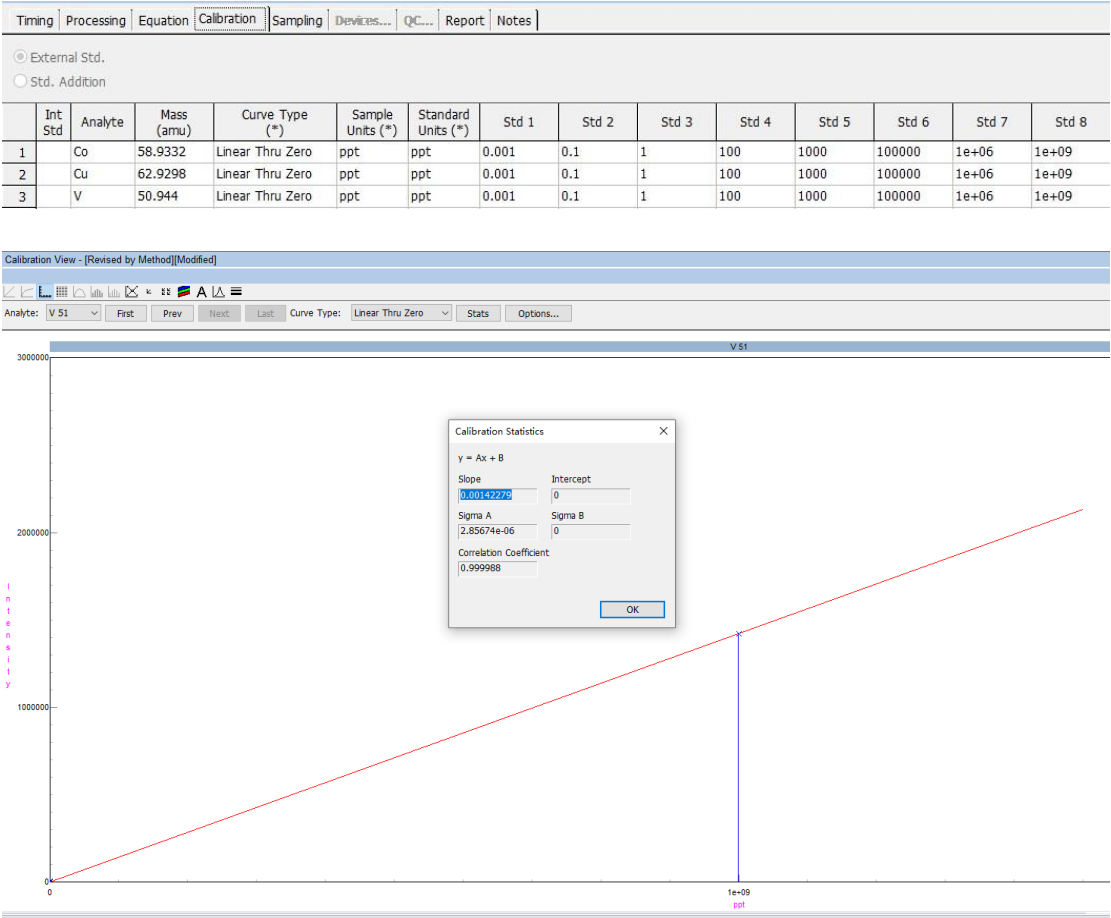 Timing Processing Equation Calibration Sampling Devices... QC... Report Notes
External Std.
Std. Addition
Int Std Analyte Mass (amu) Curve Type (*) Sample Units (*) Standard Units (*) Std 1 Std 2 Std 3 Std 4 Std 5 Std 6 Std 7 Std 8
1 Co 58.9332 Linear Thru Zero ppt ppt 0.001 0.1 1 100 1000 100000 1e+06 1e+09
2 Cu 62.9298 Linear Thru Zero ppt ppt 0.001 0.1 1 100 1000 100000 1e+06 1e+09
3 V 50.944 Linear Thru Zero ppt ppt 0.001 0.1 1 100 1000 100000 1e+06 1e+09
Calibration View - [Revised by Method][Modified]
A
Analyte: V 51 First Prev Next Last Curve Type: Linear Thru Zero Stats Options...
V 51
3000000
Calibration Statistics
y = Ax + B
Slope Intercept
0.00142279 0
Sigma A Sigma B
2.85674e-06 0
Correlation Coefficient
0.999988
OK
2000000
Intensity
1000000
0
0 1e+09
ppt